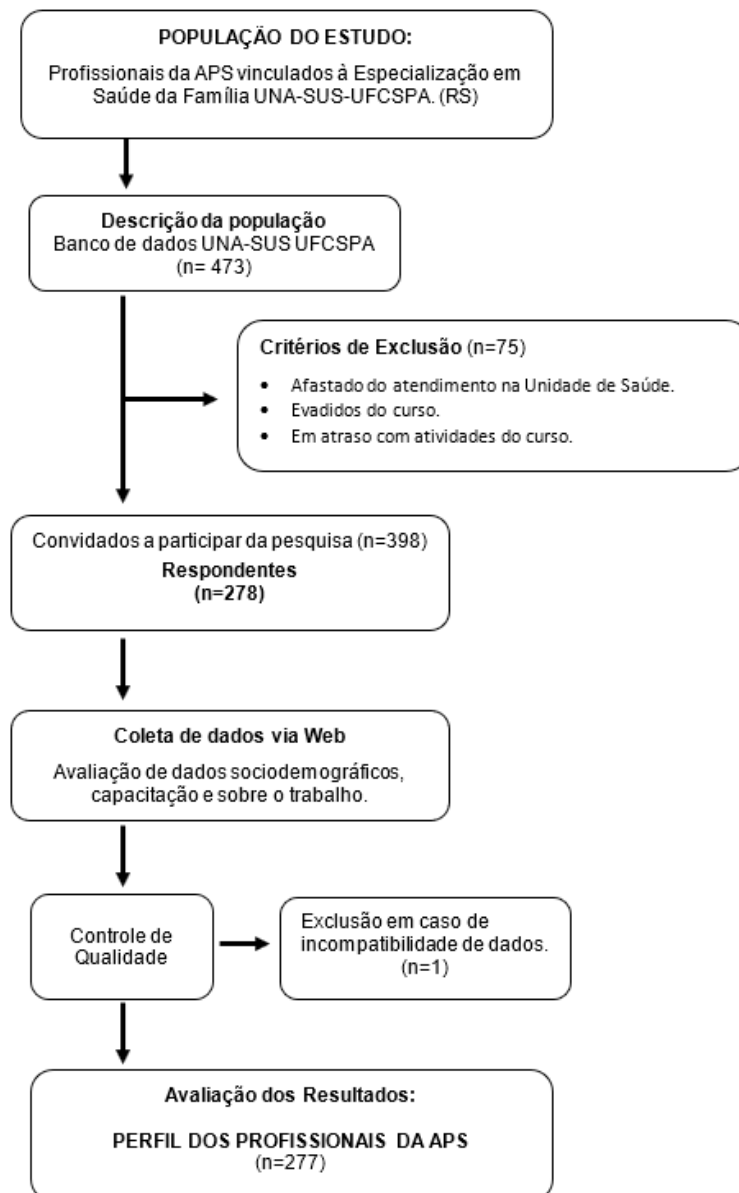 POPULAÇÃO DO ESTUDO:
Profissionais da APS vinculados à Especialização em
Saúde da Família UNA-SUS-UFCSPA. (RS)
Descrição da população
Banco de dados UNA-SUS UFCSPA
(n= 473)
Critérios de Exclusão (n=75)
• Afastado do atendimento na Unidade de Saúde.
• Evadidos do curso.
• Em atraso com atividades do curso.
Convidados a participar da pesquisa (n=398)
Respondentes
(n=278)
Coleta de dados via Web
Avaliação de dados sociodemográficos,
capacitação e sobre o trabalho.
Controle de
Qualidade
Exclusão em caso de
incompatibilidade de dados.
(n=1)
Avaliação dos Resultados:
PERFIL DOS PROFISSIONAIS DA APS
(n=277)